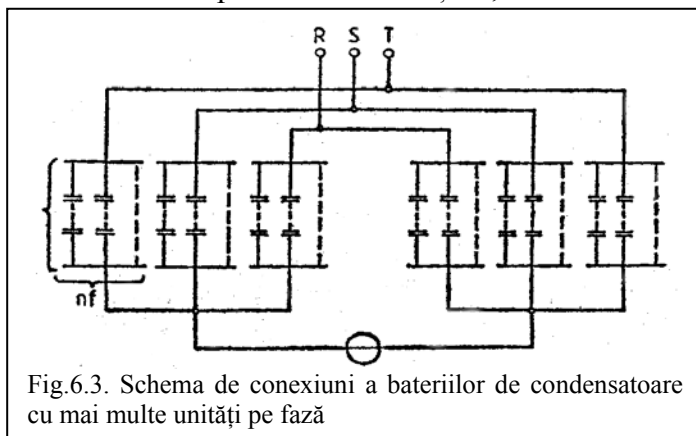 R S T
nf
Fig.6.3. Schema de conexiuni a bateriilor de condensatoare
cu mai multe unități pe fază